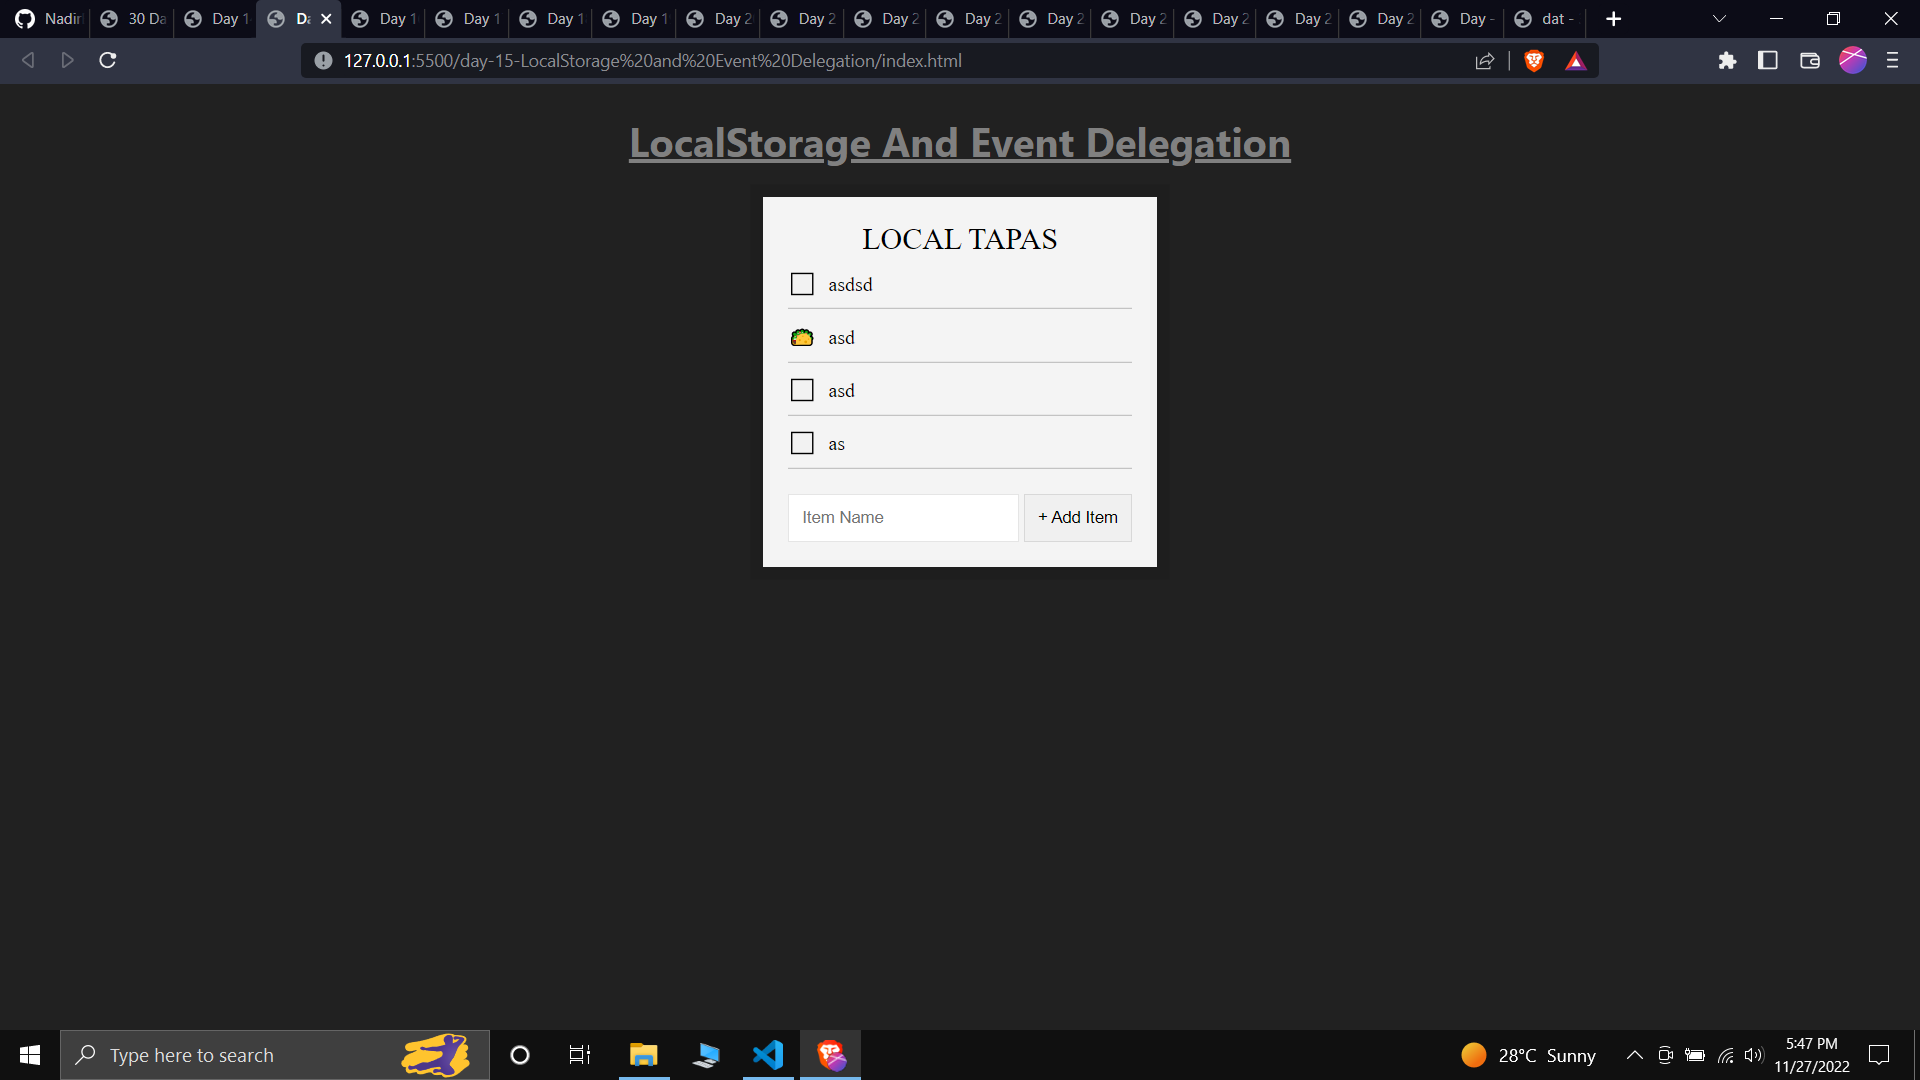 Nadir
30 Da
Day 1
Da
Day 1
Day 1
Day 1
Day 1
Day 2
Day 2
Day 2
Day 2
Day 2
Day 2
Day 2
Day 2
Day 2
Day -
dat -
127.0.0.1:5500/day-15-LocalStorage%20and%20Event%20Delegation/index.html
LocalStorage And Event Delegation
LOCAL TAPAS
asdsd
asd
asd
as
Item Name
+ Add Item
Type here to search
28°C Sunny
5:47 PM
11/27/2022